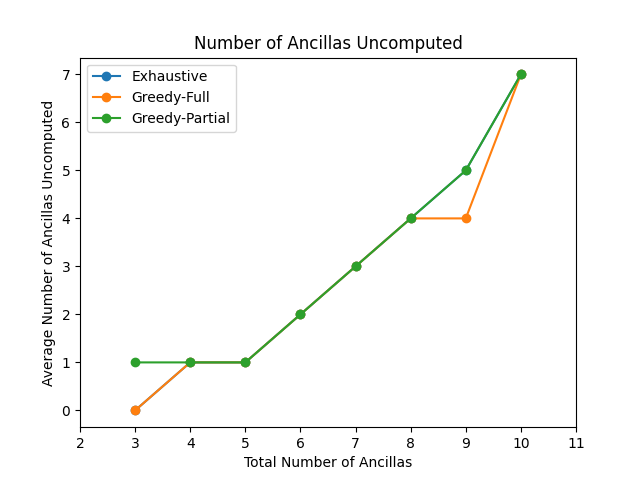 Number of Ancillas Uncomputed
Exhaustive
Greedy-Full
Greedy-Partial
Average Number of Ancillas Uncomputed
7
6
5
4
3
2
1
0
2 3 4 5 6 7 8 9 10 11
Total Number of Ancillas